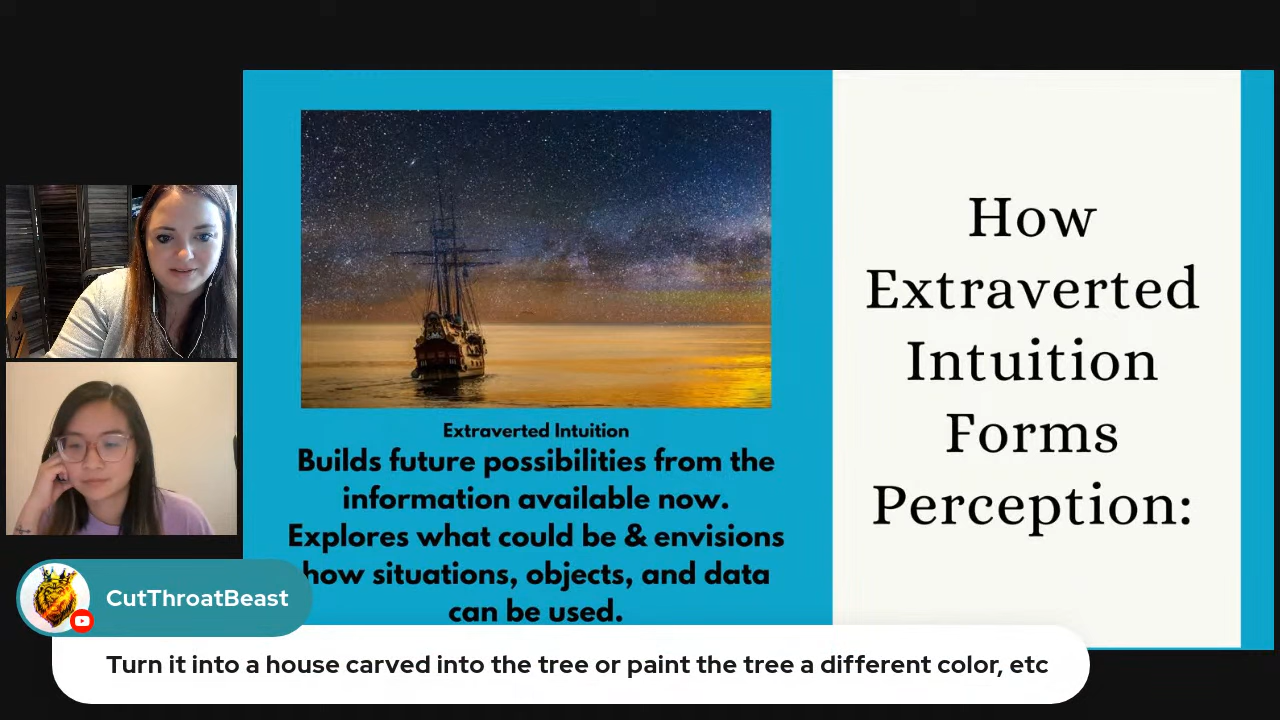 Extraverted Intuition
Builds future possibilities from the
information available now.
Explores what could be & envisions
how situations, objects, and data
can be used.
How
Extraverted
Intuition
Forms
Perception:
CutThroatBeast
Turn it into a house carved into the tree or paint the tree a different color, etc